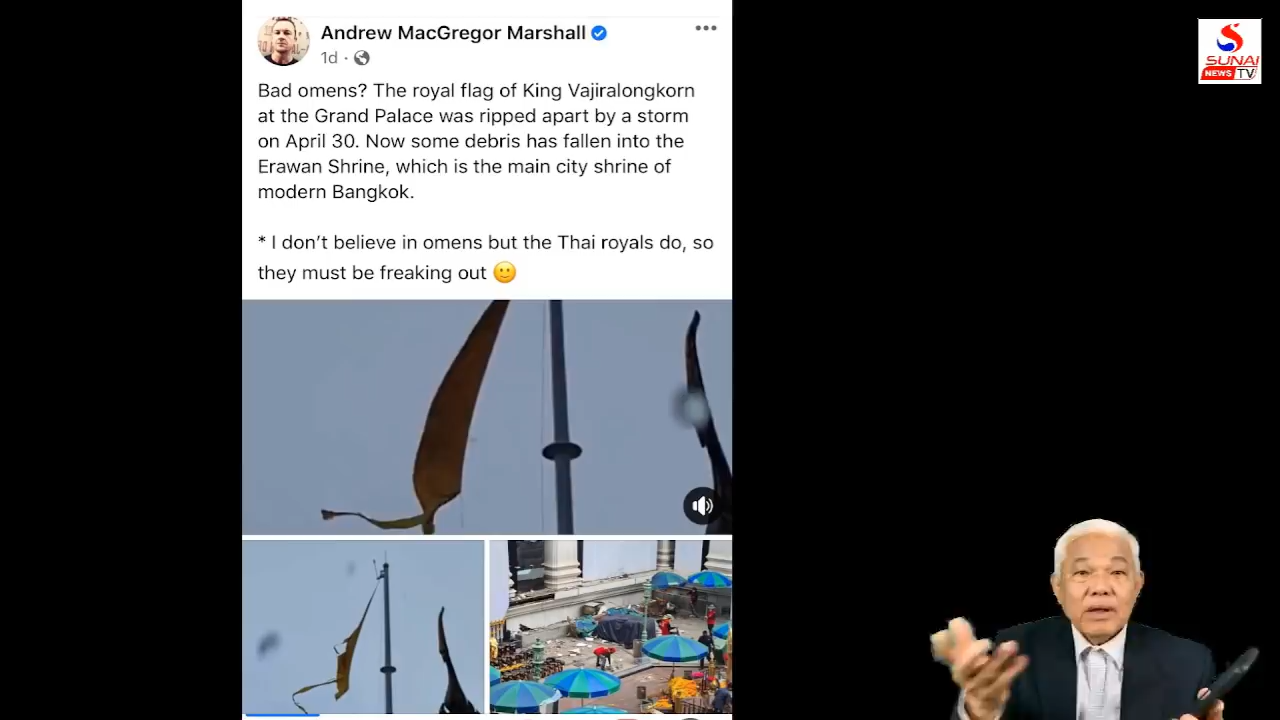 Andrew MacGregor Marshall
1d ·
Bad omens? The royal flag of King Vajiralongkorn
at the Grand Palace was ripped apart by a storm
on April 30. Now some debris has fallen into the
Erawan Shrine, which is the main city shrine of
modern Bangkok.
* I don’t believe in omens but the Thai royals do, so
they must be freaking out 🙂
SUNAI
NEWS TV